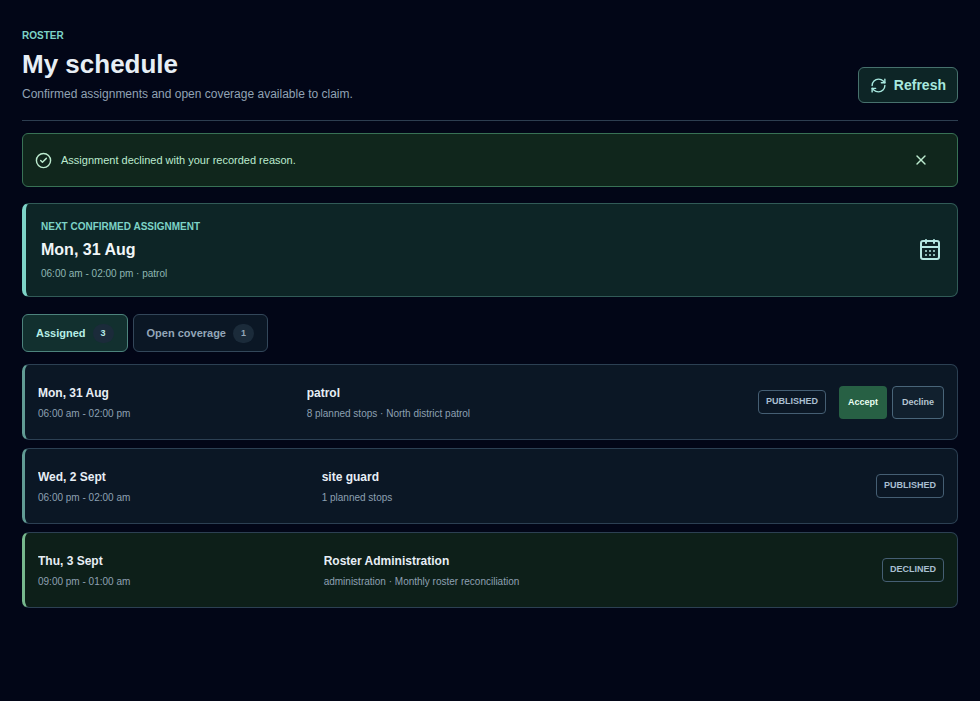 ROSTER
My schedule
Confirmed assignments and open coverage available to claim.
Refresh
Assignment declined with your recorded reason.
NEXT CONFIRMED ASSIGNMENT
Mon, 31 Aug
06:00 am - 02:00 pm · patrol
Assigned 3
Open coverage 1
Mon, 31 Aug
06:00 am - 02:00 pm
patrol
8 planned stops · North district patrol
PUBLISHED
Accept
Decline
Wed, 2 Sept
06:00 pm - 02:00 am
site guard
1 planned stops
PUBLISHED
Thu, 3 Sept
09:00 pm - 01:00 am
Roster Administration
administration · Monthly roster reconciliation
DECLINED